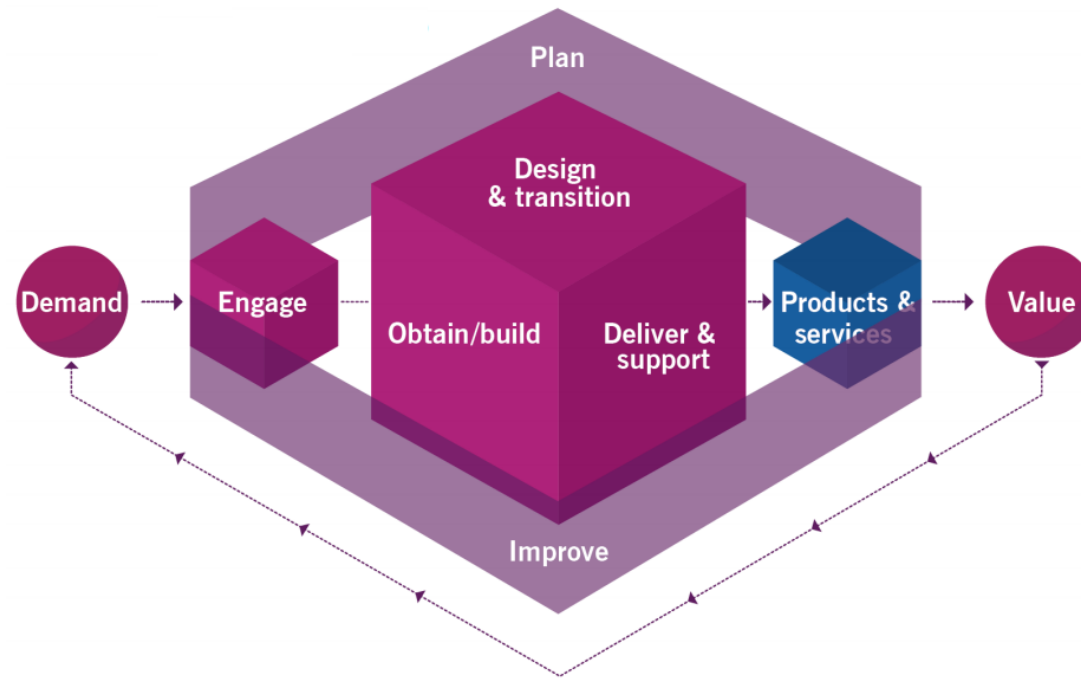 Plan
Design
& transition
Demand
Engage
Obtain/build
Deliver &
support
Products &
services
Value
Improve